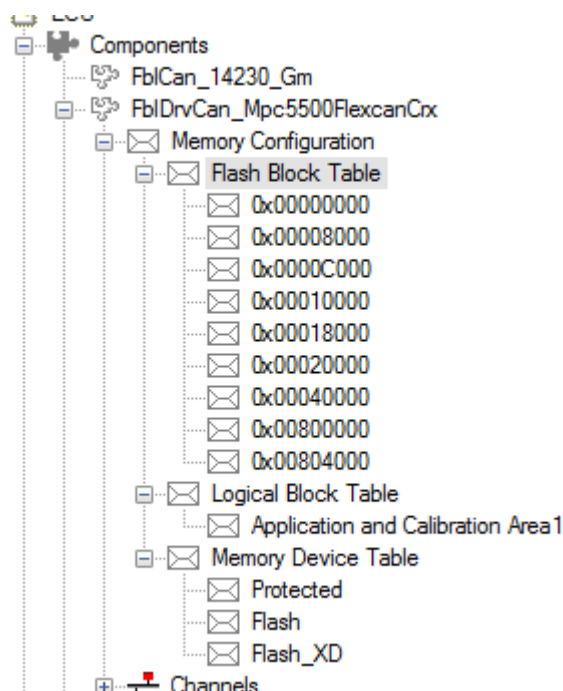 ECU
Components
FblCan_14230_Gm
FblDrvCan_Mpc5500FlexcanCrx
Memory Configuration
Flash Block Table
0x00000000
0x00008000
0x0000C000
0x00010000
0x00018000
0x00020000
0x00040000
0x00800000
0x00804000
Logical Block Table
Application and Calibration Area1
Memory Device Table
Protected
Flash
Flash_XD
Channels